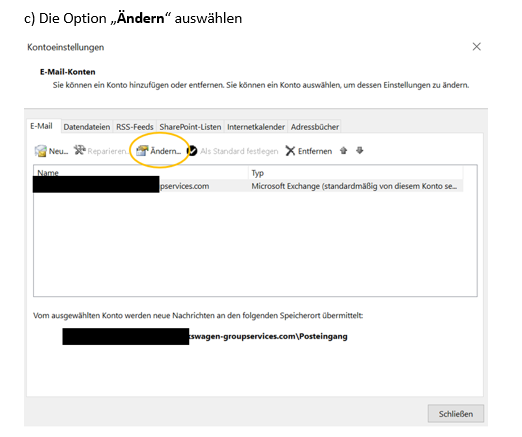 c) Die Option „Ändern“ auswählen
Kontoeinstellungen
E-Mail-Konten
Sie können ein Konto hinzufügen oder entfernen. Sie können ein Konto auswählen, um dessen Einstellungen zu ändern.
E-Mail Datendateien RSS-Feeds SharePoint-Listen Internetkalender Adressbücher
Neu... Reparieren... Ändern... Als Standard festlegen Entfernen
Name Typ
pservices.com Microsoft Exchange (standardmäßig von diesem Konto se...
Vom ausgewählten Konto werden neue Nachrichten an den folgenden Speicherort übermittelt:
tswagen-groupservices.com\Posteingang
Schließen